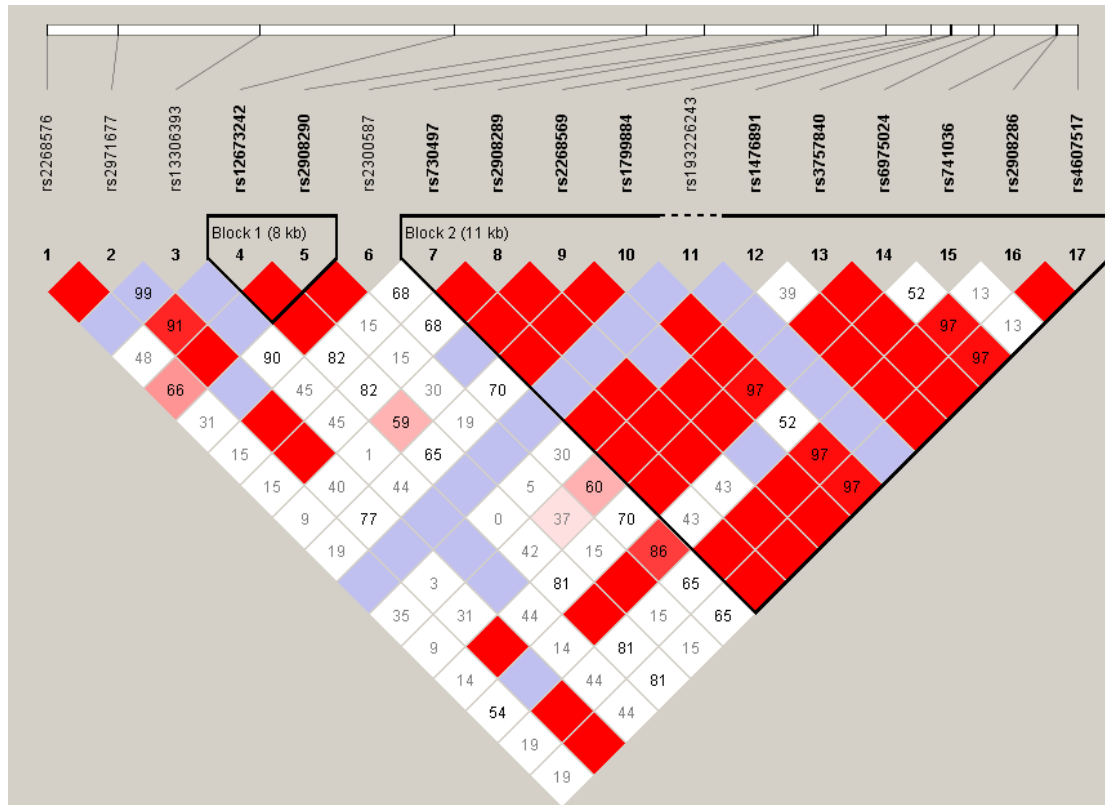 rs2268576
rs2971677
rs13306393
rs12673242
rs2908290
rs2300587
rs730497
rs2908289
rs2268569
rs1799884
rs193226243
rs1476891
rs3757840
rs6975024
rs741036
rs2908286
rs4607517
Block 1 (8 kb)
Block 2 (11 kb)
1 2 3 4 5 6 7 8 9 10 11 12 13 14 15 16 17
99 68 39 52 13
91 15 68 97 13
48 90 82 15 97
66 45 82 30 70 97
31 45 59 19 52
15 1 65 30 97
15 40 44 5 60 43 97
9 77 0 37 70 43
19 42 15 86
3 81 65
35 31 44 15 65
9 14 81 15
14 44 81
54 44
19
19